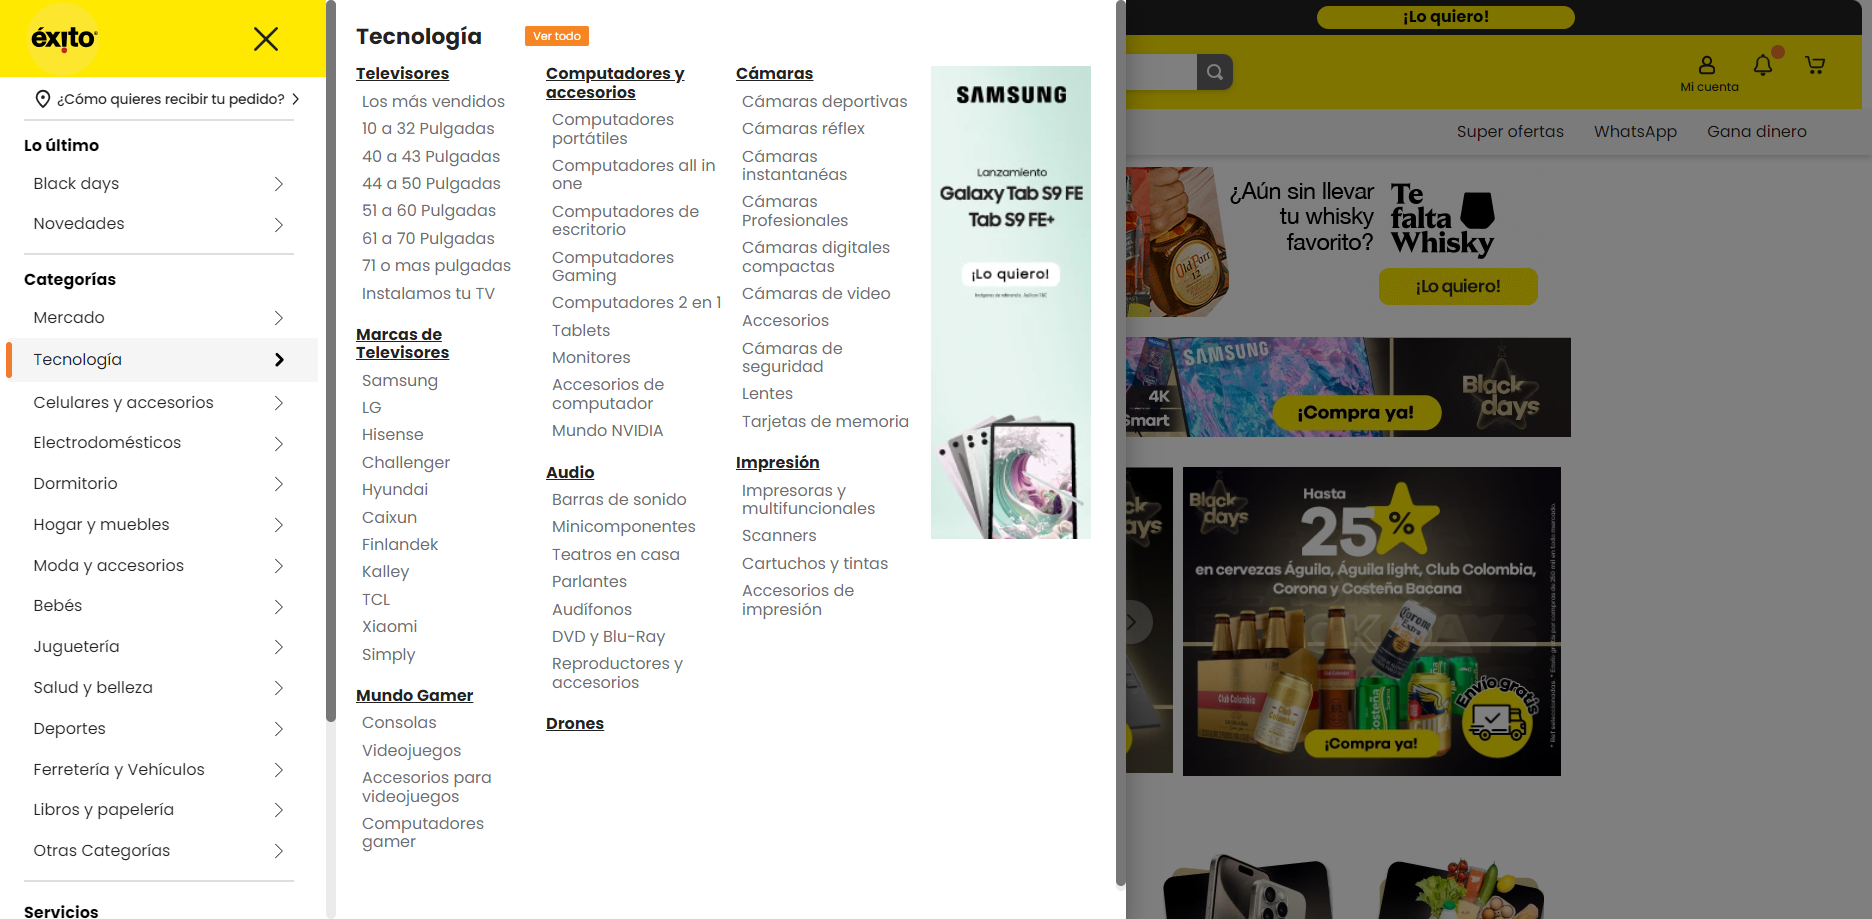 éxito
¿Cómo quieres recibir tu pedido?
Lo último
Black days
Novedades
Categorías
Mercado
Tecnología
Celulares y accesorios
Electrodomésticos
Dormitorio
Hogar y muebles
Moda y accesorios
Bebés
Juguetería
Salud y belleza
Deportes
Ferretería y Vehículos
Libros y papelería
Otras Categorías
Servicios
Tecnología
Ver todo
Televisores
Los más vendidos
10 a 32 Pulgadas
40 a 43 Pulgadas
44 a 50 Pulgadas
51 a 60 Pulgadas
61 a 70 Pulgadas
71 o mas pulgadas
Instalamos tu TV
Marcas de
Televisores
Samsung
LG
Hisense
Challenger
Hyundai
Caixun
Finlandek
Kalley
TCL
Xiaomi
Simply
Mundo Gamer
Consolas
Videojuegos
Accesorios para
videojuegos
Computadores
gamer
Computadores y
accesorios
Computadores
portátiles
Computadores all in
one
Computadores de
escritorio
Computadores
Gaming
Computadores 2 en 1
Tablets
Monitores
Accesorios de
computador
Mundo NVIDIA
Audio
Barras de sonido
Minicomponentes
Teatros en casa
Parlantes
Audífonos
DVD y Blu-Ray
Reproductores y
accesorios
Drones
Cámaras
Cámaras deportivas
Cámaras réflex
Cámaras
instantanéas
Cámaras
Profesionales
Cámaras digitales
compactas
Cámaras de video
Accesorios
Cámaras de
seguridad
Lentes
Tarjetas de memoria
Impresión
Impresoras y
multifuncionales
Scanners
Cartuchos y tintas
Accesorios de
impresión
SAMSUNG
Lanzamiento
Galaxy Tab S9 FE
Tab S9 FE+
¡Lo quiero!
¡Lo quiero!
Mi cuenta
Super ofertas
WhatsApp
Gana dinero
¿Aún sin llevar
tu whisky
favorito?
Te
falta
Whisky
¡Lo quiero!
Old Parr
12
SAMSUNG
4K
Smart
¡Compra ya!
Black
days
Black
days
Hasta
25%
en cervezas Águila, Águila light, Club Colombia,
Corona y Costeña Bacana
Corona
Extra
Club Colombia
Costeña
Envío gratis
¡Compra ya!